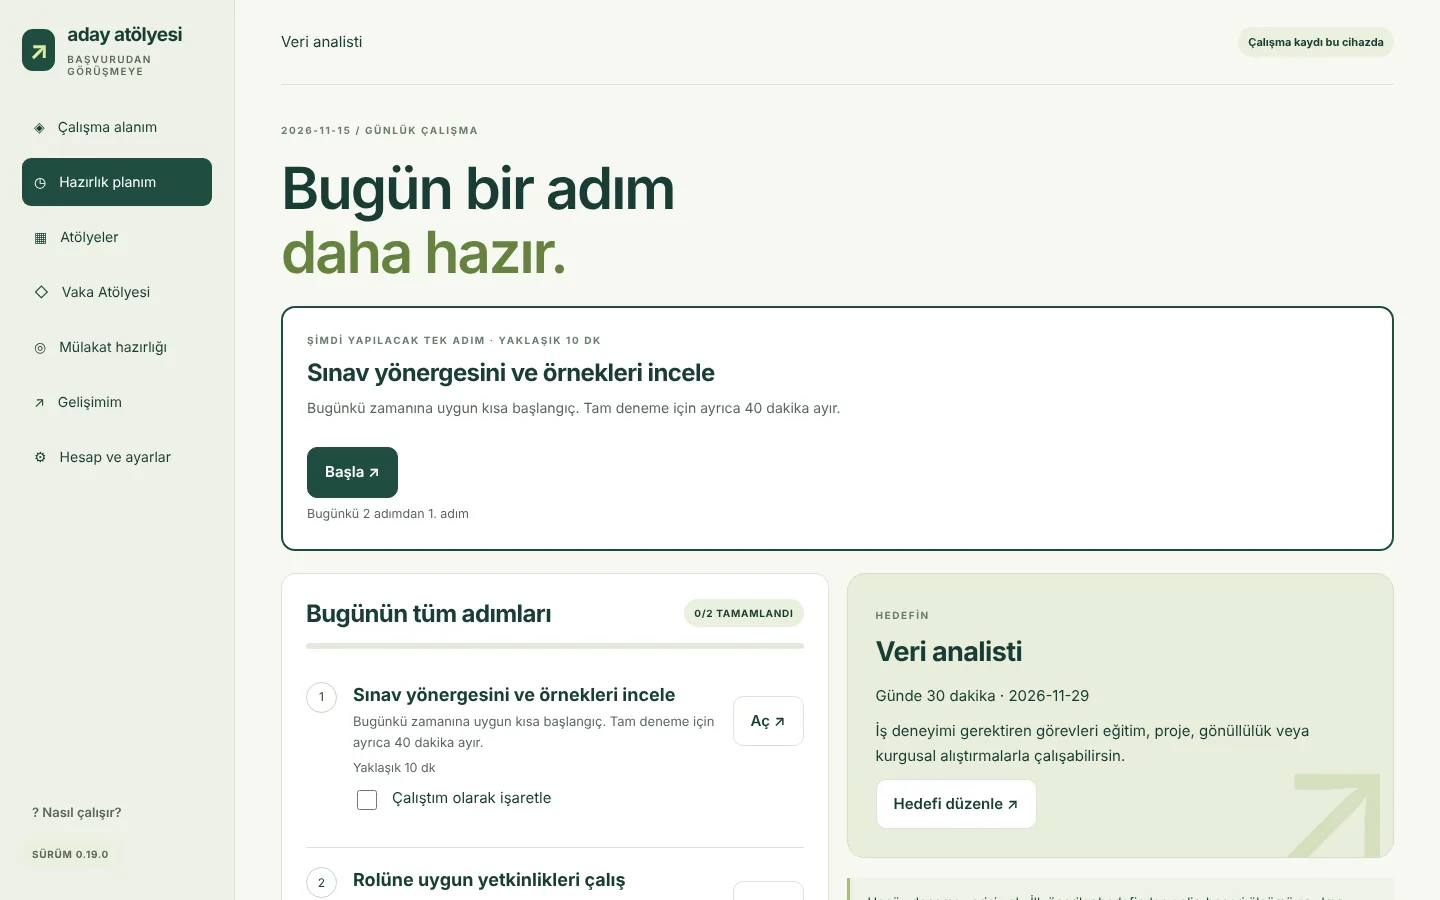 aday atölyesi
BAŞVURUDAN
GÖRÜŞMEYE
Çalışma alanım
Hazırlık planım
Atölyeler
Vaka Atölyesi
Mülakat hazırlığı
Gelişimim
Hesap ve ayarlar
? Nasıl çalışır?
SÜRÜM 0.19.0
Veri analisti
Çalışma kaydı bu cihazda
2026-11-15 / GÜNLÜK ÇALIŞMA
Bugün bir adım
daha hazır.
ŞİMDİ YAPILACAK TEK ADIM · YAKLAŞIK 10 DK
Sınav yönergesini ve örnekleri incele
Bugünkü zamanına uygun kısa başlangıç. Tam deneme için ayrıca 40 dakika ayır.
Başla ↗
Bugünkü 2 adımdan 1. adım
Bugünün tüm adımları
0/2 TAMAMLANDI
1
Sınav yönergesini ve örnekleri incele
Bugünkü zamanına uygun kısa başlangıç. Tam deneme için
ayrıca 40 dakika ayır.
Yaklaşık 10 dk
Aç ↗
Çalıştım olarak işaretle
2
Rolüne uygun yetkinlikleri çalış
HEDEFİN
Veri analisti
Günde 30 dakika · 2026-11-29
İş deneyimi gerektiren görevleri eğitim, proje, gönüllülük veya
kurgusal alıştırmalarla çalışabilirsin.
Hedefi düzenle ↗